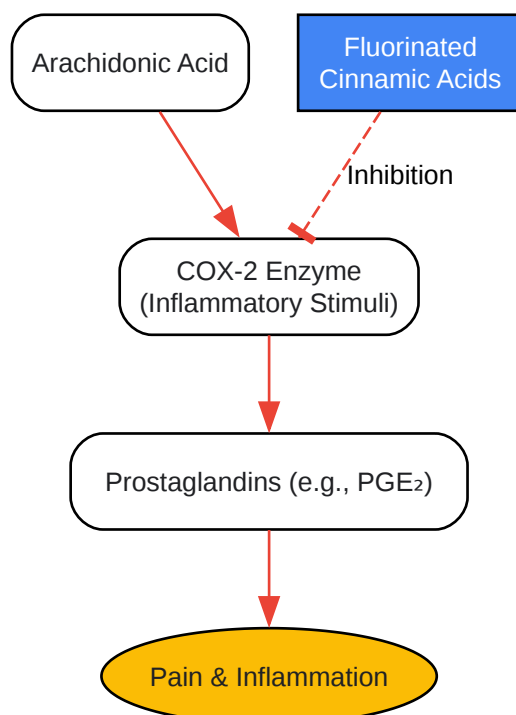 Arachidonic Acid
Fluorinated
Cinnamic Acids
Inhibition
COX-2 Enzyme
(Inflammatory Stimuli)
Prostaglandins (e.g., PGE₂)
Pain & Inflammation